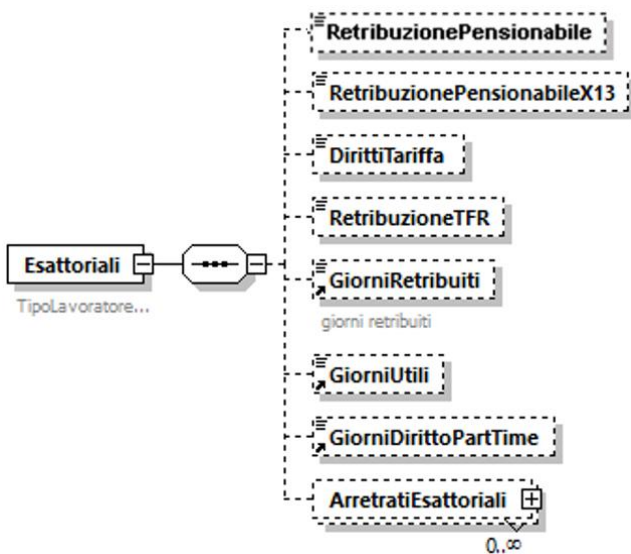 RetribuzionePensionabile
RetribuzionePensionabileX13
DirittiTariffa
RetribuzioneTFR
Esattoriali
TipoLavoratore...
GiorniRetribuiti
giorni retribuiti
GiorniUtili
GiorniDirittoPartTime
ArretratiEsattoriali
0..∞